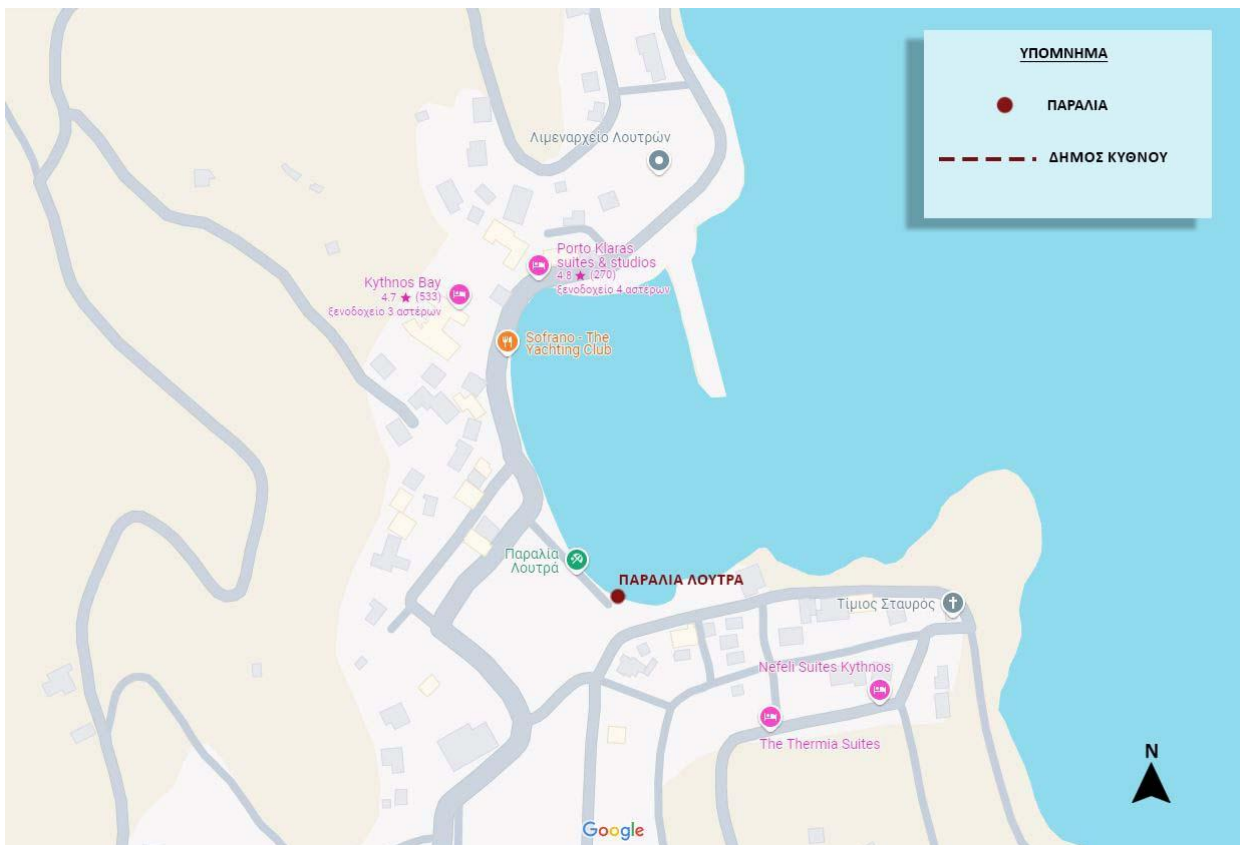 ΥΠΟΜΝΗΜΑ
ΠΑΡΑΛΙΑ
ΔΗΜΟΣ ΚΥΘΝΟΥ
Λιμεναρχείο Λουτρών
Porto Klaras
suites & studios
4.8 ★ (270)
ξενοδοχείο 4 αστέρων
Kythnos Bay
4.7 ★ (533)
ξενοδοχείο 3 αστέρων
Sofrano - The
Yachting Club
Παραλία
Λουτρά
ΠΑΡΑΛΙΑ ΛΟΥΤΡΑ
Τίμιος Σταυρός
Nefeli Suites Kythnos
The Thermia Suites
N
Google